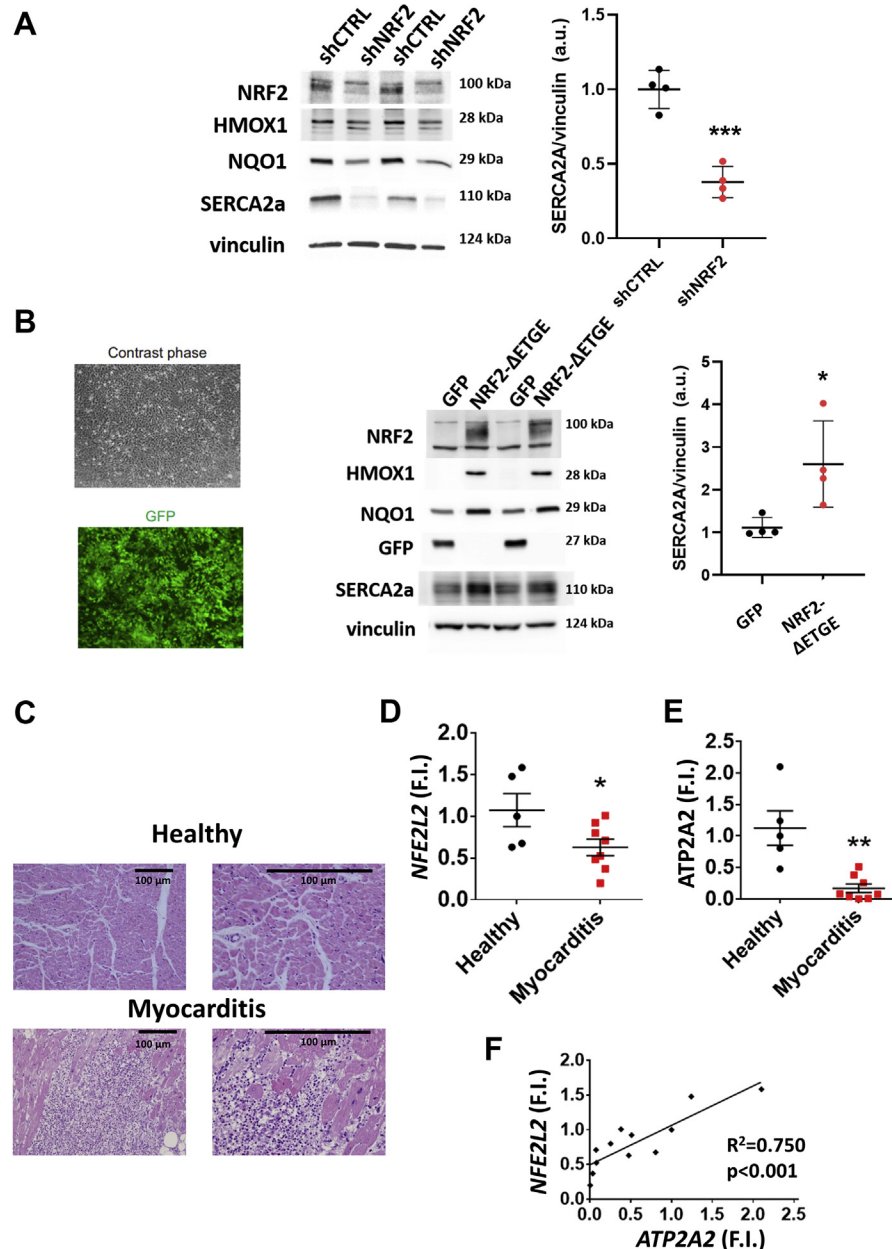 A
shCTRL
shNRF2
shCTRL
shNRF2
NRF2
100 kDa
HMOX1
28 kDa
NQO1
29 kDa
SERCA2a
110 kDa
vinculin
124 kDa
SERCA2A/vinculin (a.u.)
1.5
1.0
0.5
0.0
***
shCTRL
shNRF2
B
Contrast phase
GFP
GFP
NRF2-ΔETGE
GFP
NRF2-ΔETGE
NRF2
100 kDa
HMOX1
28 kDa
NQO1
29 kDa
GFP
27 kDa
SERCA2a
110 kDa
vinculin
124 kDa
SERCA2A/vinculin (a.u.)
5
4
3
2
1
0
*
GFP
NRF2-
ΔETGE
C
Healthy
100 µm
100 µm
Myocarditis
100 µm
100 µm
D
NFE2L2 (F.I.)
2.0
1.5
1.0
0.5
0.0
*
Healthy
Myocarditis
E
ATP2A2 (F.I.)
2.5
2.0
1.5
1.0
0.5
0.0
**
Healthy
Myocarditis
F
NFE2L2 (F.I.)
2.0
1.5
1.0
0.5
0.0
R²=0.750
p<0.001
0.0 0.5 1.0 1.5 2.0 2.5
ATP2A2 (F.I.)